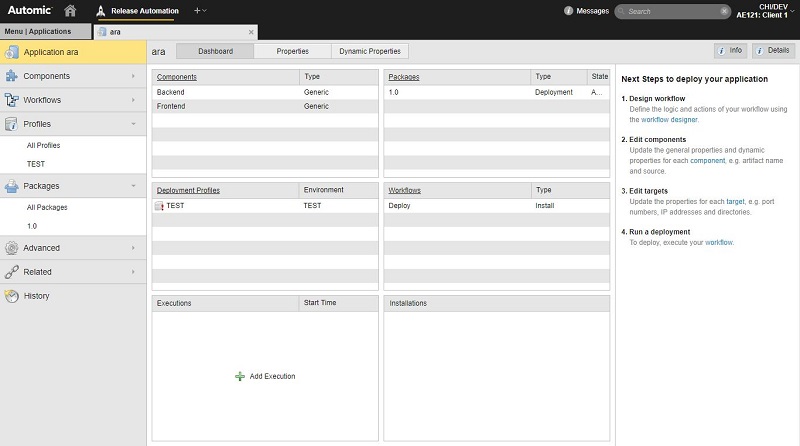 Automic
Release Automation
Messages
Search
CHI/DEV
AE121: Client 1
Menu | Applications
ara
Application ara
Components
Workflows
Profiles
All Profiles
TEST
Packages
All Packages
1.0
Advanced
Related
History
ara
Dashboard
Properties
Dynamic Properties
Info
Details
Components Type
Backend Generic
Frontend Generic
Packages Type State
1.0 Deployment A...
Deployment Profiles Environment
TEST TEST
Workflows Type
Deploy Install
Executions Start Time
Add Execution
Installations
Next Steps to deploy your application
1. Design workflow
Define the logic and actions of your workflow using
the workflow designer.
2. Edit components
Update the general properties and dynamic
properties for each component, e.g. artifact name
and source.
3. Edit targets
Update the properties for each target, e.g. port
numbers, IP addresses and directories.
4. Run a deployment
To deploy, execute your workflow.